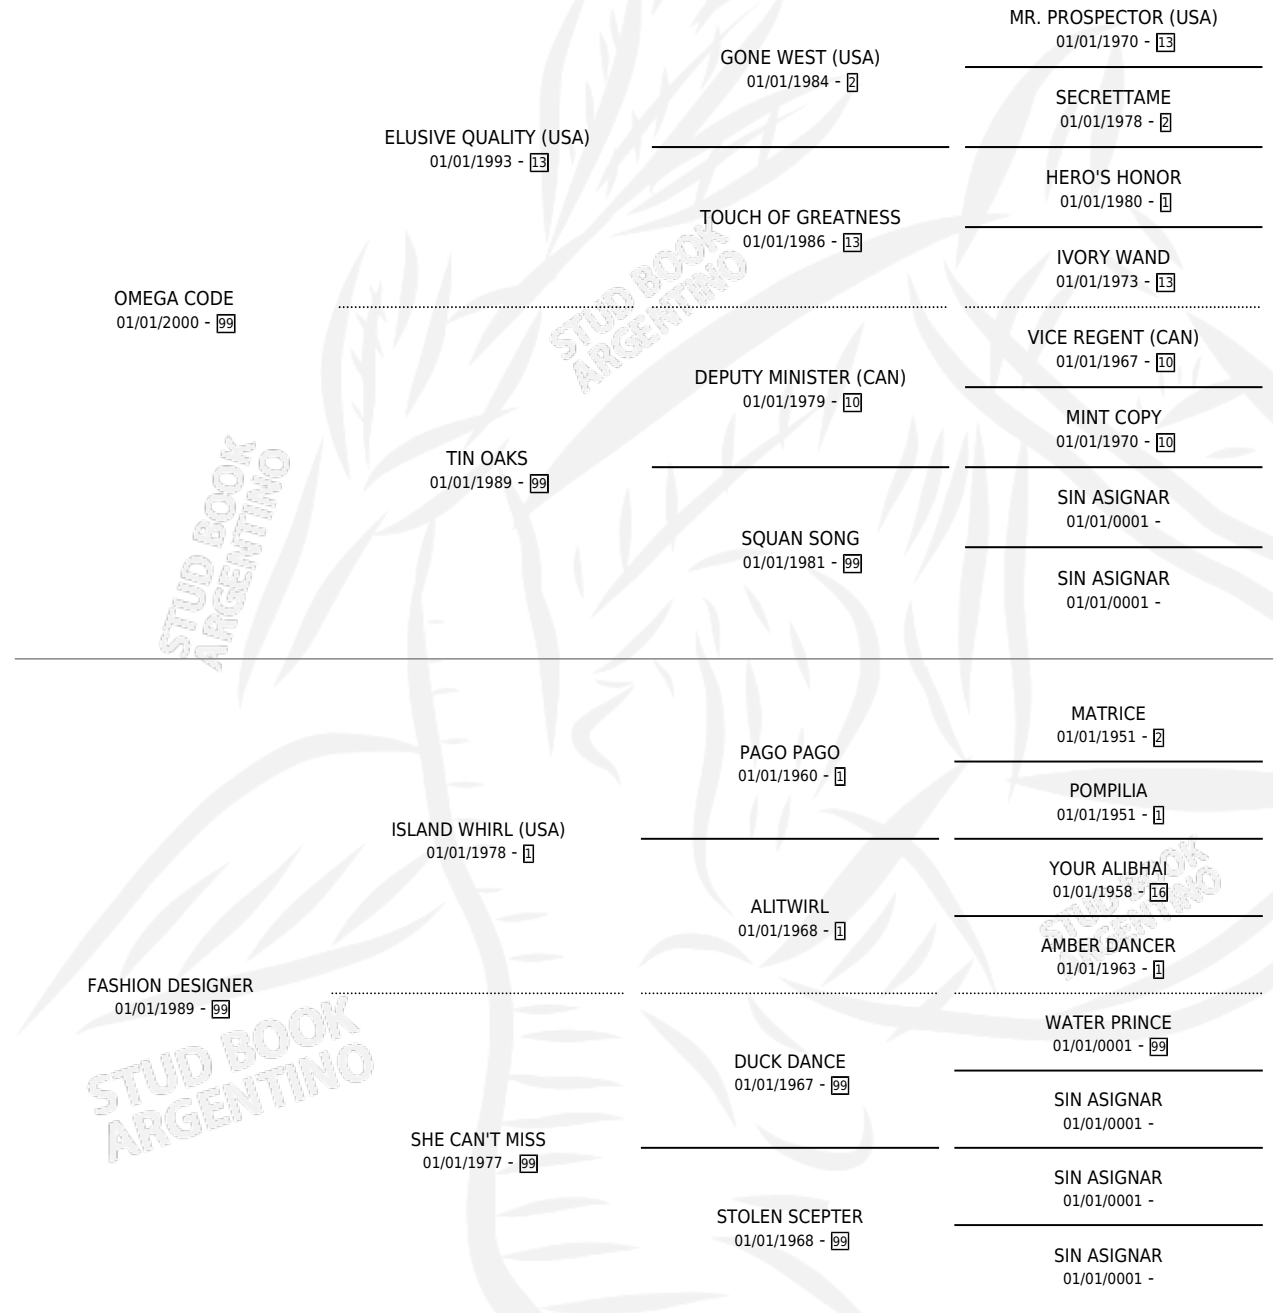 MR. PROSPECTOR (USA)
01/01/1970 - 13
GONE WEST (USA)
01/01/1984 - 2
SECRETTAME
01/01/1978 - 2
ELUSIVE QUALITY (USA)
01/01/1993 - 13
HERO'S HONOR
01/01/1980 - 1
TOUCH OF GREATNESS
01/01/1986 - 13
IVORY WAND
01/01/1973 - 13
STUD BOOK
ARGENTINO
OMEGA CODE
01/01/2000 - 99
VICE REGENT (CAN)
01/01/1967 - 10
DEPUTY MINISTER (CAN)
01/01/1979 - 10
MINT COPY
01/01/1970 - 10
TIN OAKS
01/01/1989 - 99
SIN ASIGNAR
01/01/0001 -
SQUAN SONG
01/01/1981 - 99
SIN ASIGNAR
01/01/0001 -
STUD BOOK
ARGENTINO
MATRICE
01/01/1951 - 2
PAGO PAGO
01/01/1960 - 1
POMPILIA
01/01/1951 - 1
ISLAND WHIRL (USA)
01/01/1978 - 1
YOUR ALIBHAI
01/01/1958 - 16
ALITWIRL
01/01/1968 - 1
AMBER DANCER
01/01/1963 - 1
STUD BOOK
ARGENTINO
FASHION DESIGNER
01/01/1989 - 99
WATER PRINCE
01/01/0001 - 99
DUCK DANCE
01/01/1967 - 99
SIN ASIGNAR
01/01/0001 -
STUD BOOK
ARGENTINO
SHE CAN'T MISS
01/01/1977 - 99
SIN ASIGNAR
01/01/0001 -
STOLEN SCEPTER
01/01/1968 - 99
SIN ASIGNAR
01/01/0001 -